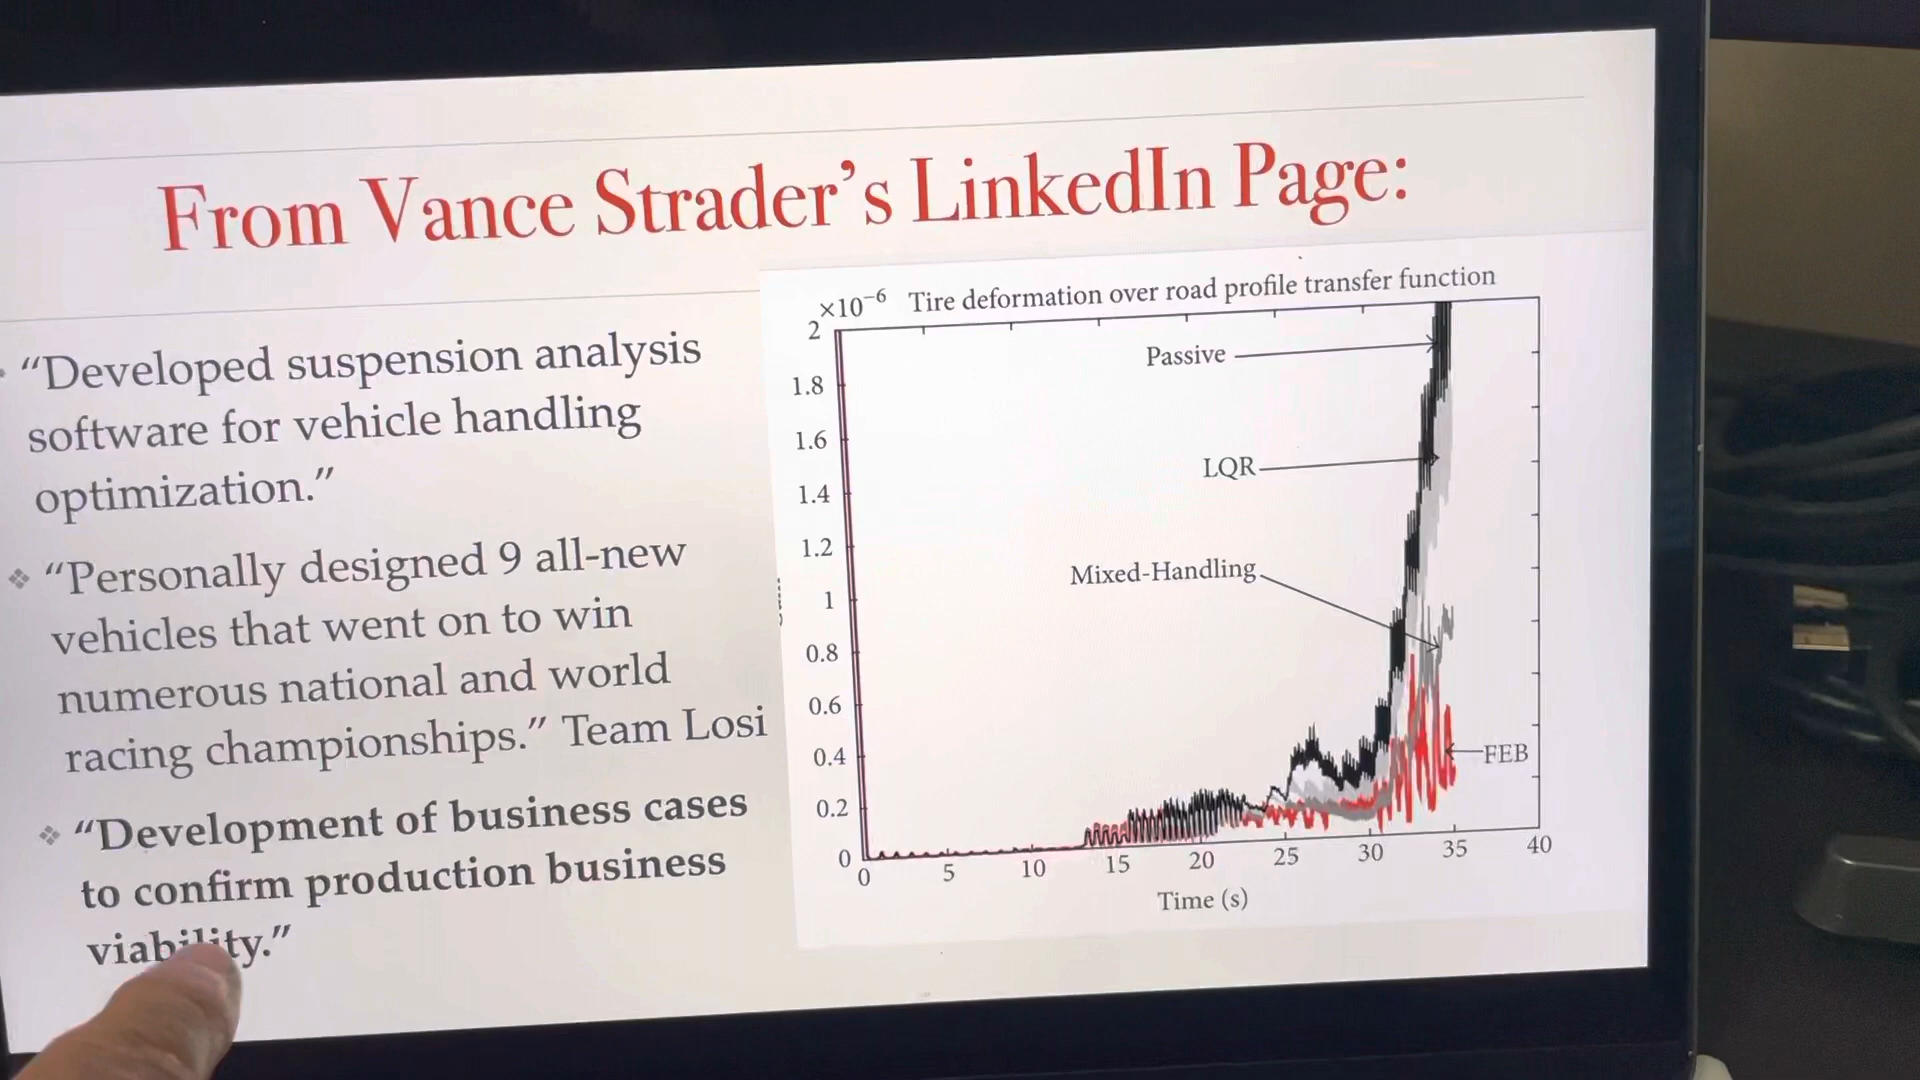 From Vance Strader’s LinkedIn Page:
“Developed suspension analysis
software for vehicle handling
optimization.”
❖ “Personally designed 9 all-new
vehicles that went on to win
numerous national and world
racing championships.” Team Losi
❖ “Development of business cases
to confirm production business
viability.”
×10⁻⁶ Tire deformation over road profile transfer function
2
1.8
1.6
1.4
1.2
1
0.8
0.6
0.4
0.2
0
Passive
LQR
Mixed-Handling
FEB
0 5 10 15 20 25 30 35 40
Time (s)